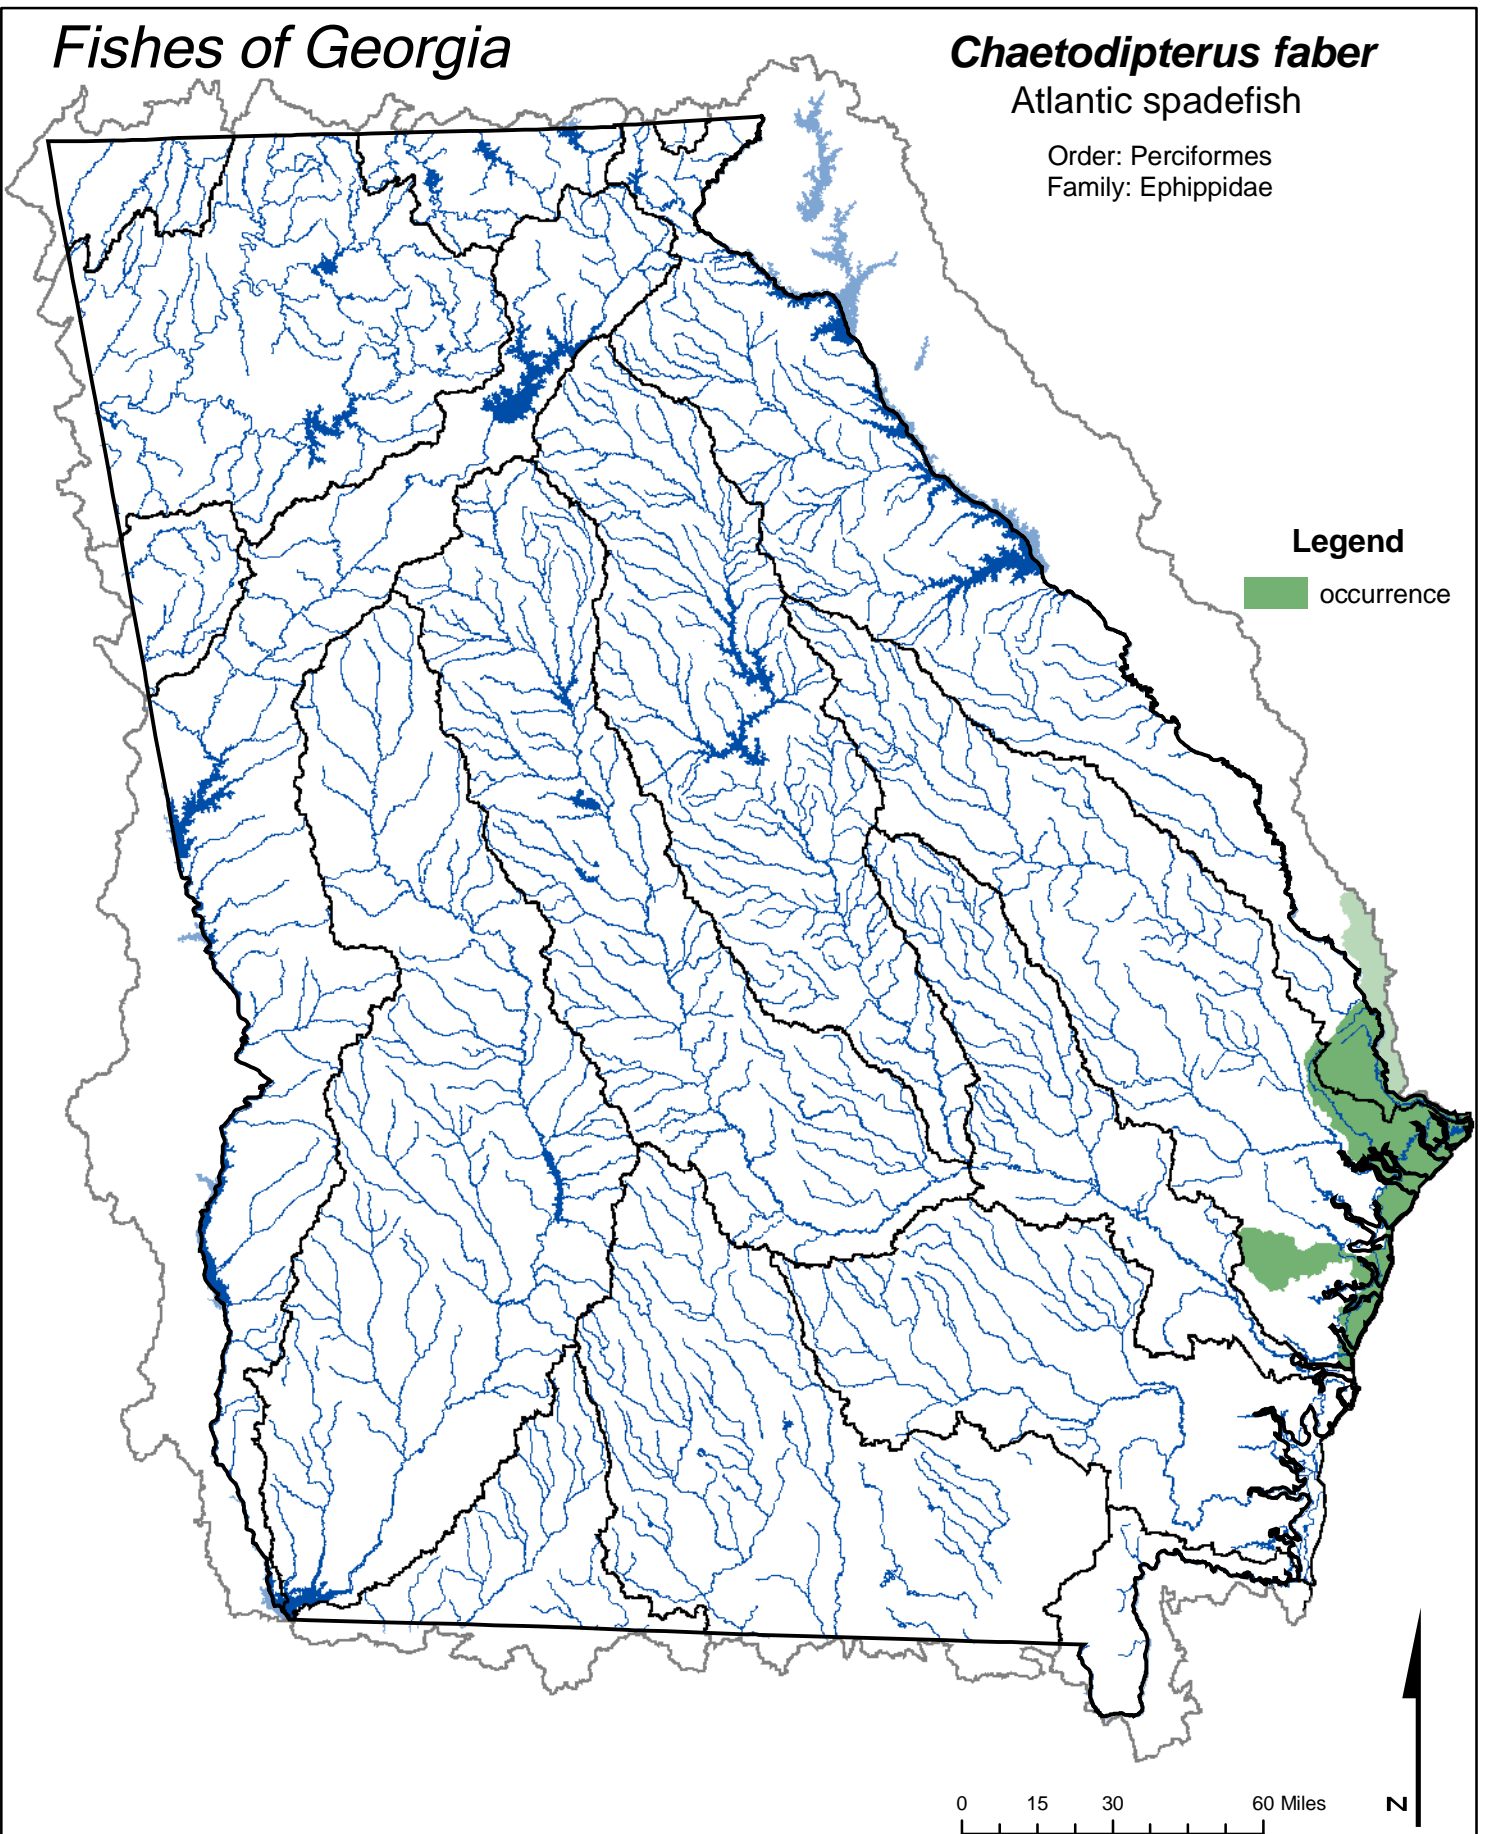 Fishes of Georgia
Chaetodipterus faber
Atlantic spadefish
Order: Perciformes
Family: Ephippidae
Legend
occurrence
0 15 30 60 Miles
N